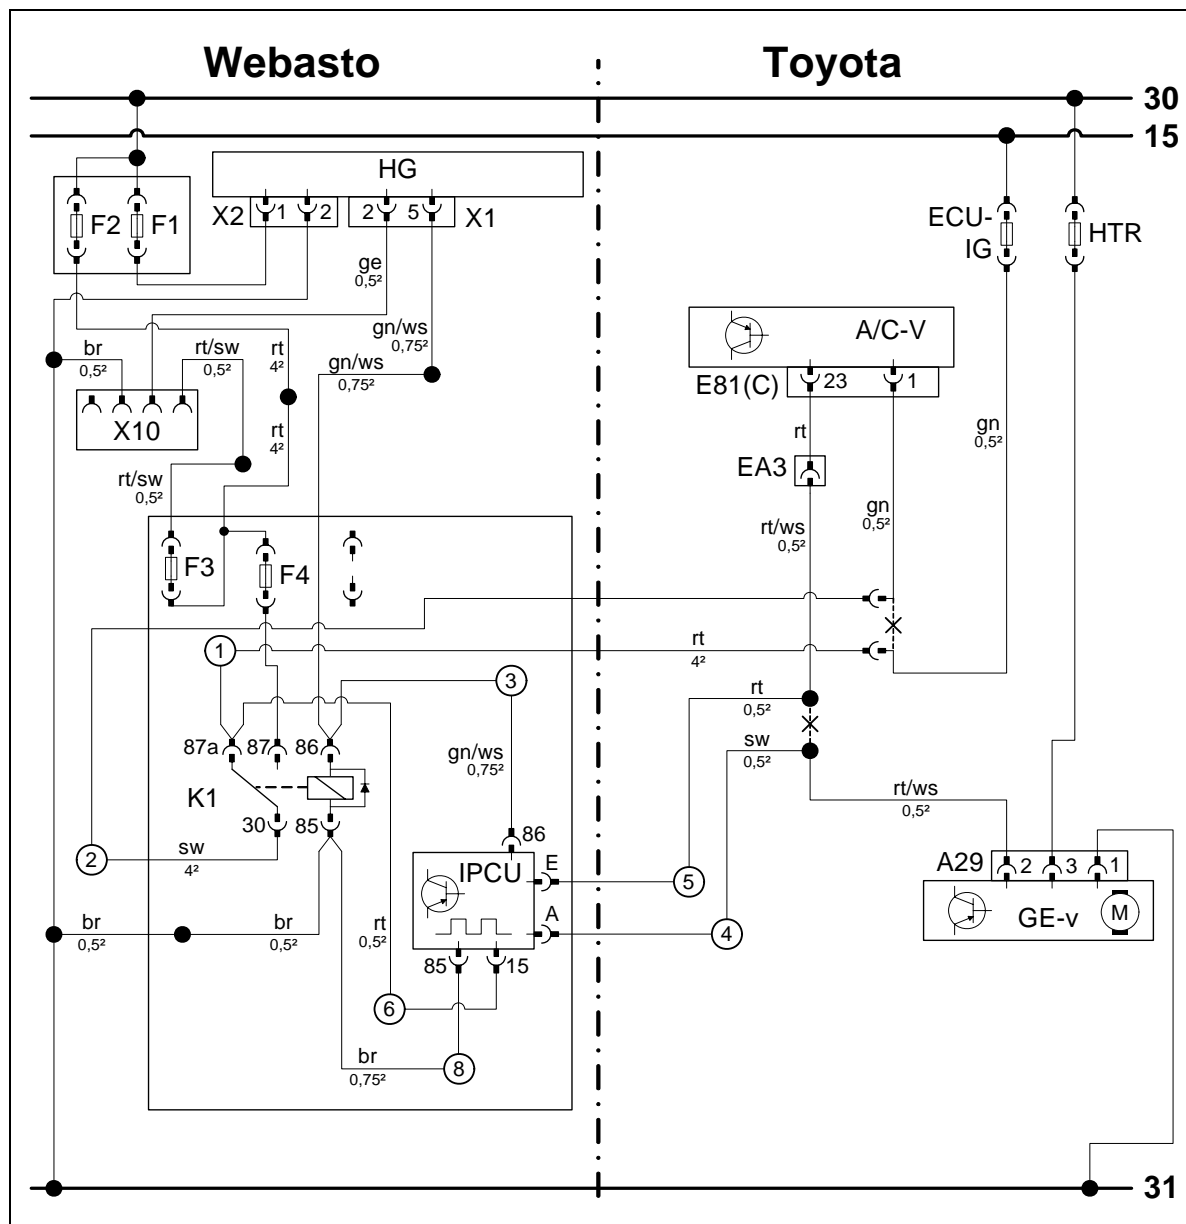 Webasto Toyota
30
15
HG
X2 1 2 2 5 X1
F2 F1
ECU-
IG
HTR
ge
0,5²
gn/ws
0,75²
A/C-V
br
0,5²
rt/sw
0,5²
rt
4²
gn/ws
0,75²
E81(C) 23 1
X10
rt
4²
rt
gn
0,5²
EA3
rt/sw
0,5²
rt/ws
0,5²
gn
0,5²
F3 F4
1
rt
4²
3
rt
0,5²
87a 87 86
gn/ws
0,75²
sw
0,5²
K1
rt/ws
0,5²
30 85
86
2
sw
4²
IPCU E
5
A29 2 3 1
GE-v M
br
0,5²
br
0,5²
rt
0,5²
A
4
85 15
6
br
0,75²
8
31